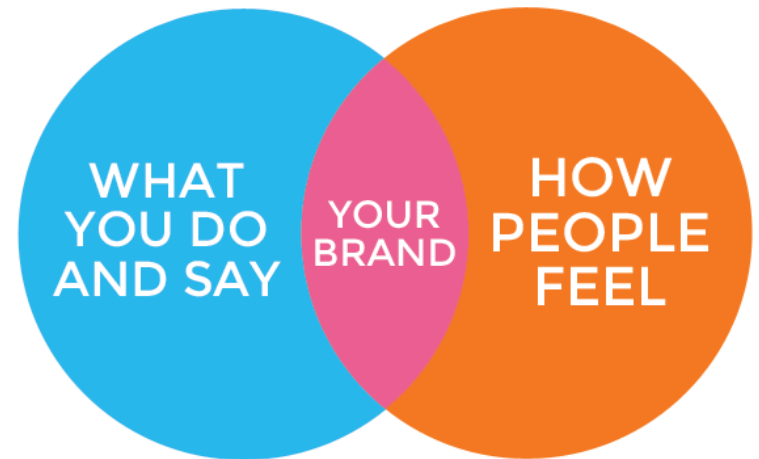 WHAT
YOU DO
AND SAY
YOUR
BRAND
HOW
PEOPLE
FEEL